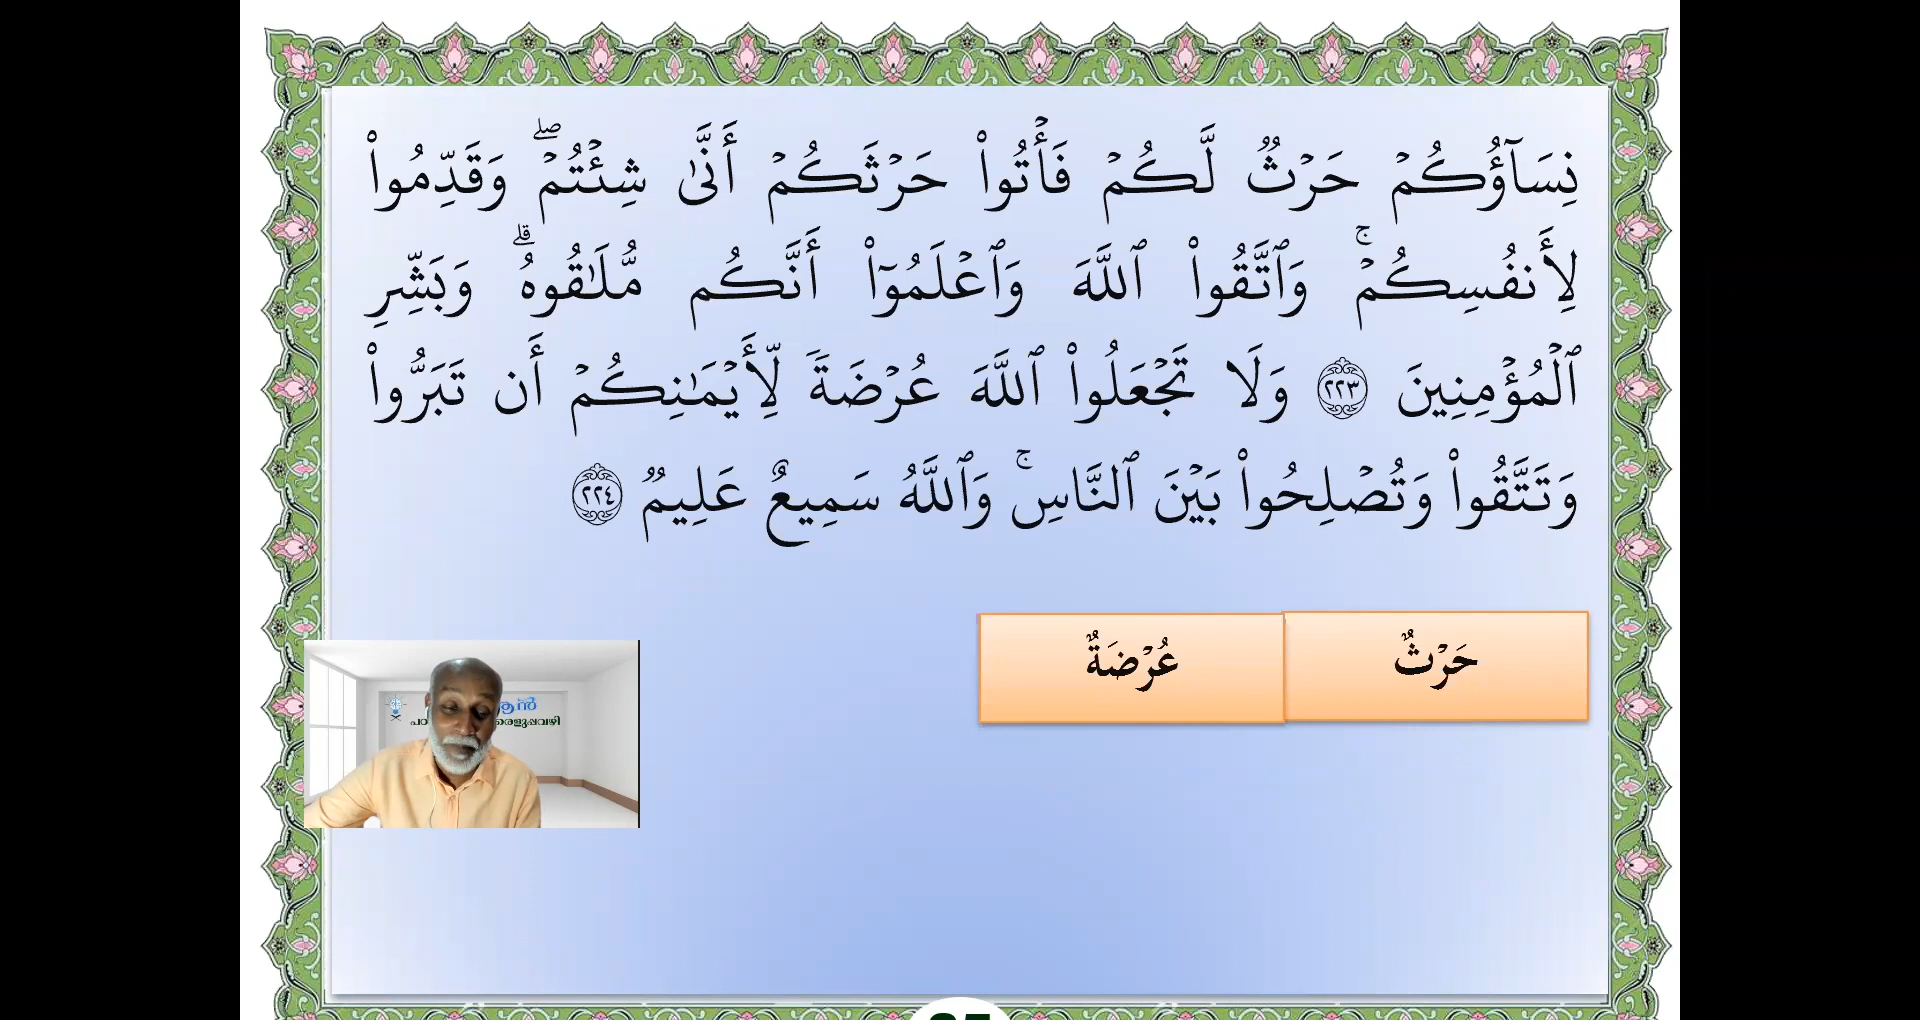 نِسَآؤُكُمۡ حَرۡثٞ لَّكُمۡ فَأۡتُواْ حَرۡثَكُمۡ أَنَّىٰ شِئۡتُمۡۖ وَقَدِّمُواْ
لِأَنفُسِكُمۡۚ وَٱتَّقُواْ ٱللَّهَ وَٱعۡلَمُوٓاْ أَنَّكُم مُّلَٰقُوهُۗ وَبَشِّرِ
ٱلۡمُؤۡمِنِينَ ٢٢٣ وَلَا تَجۡعَلُواْ ٱللَّهَ عُرۡضَةٗ لِّأَيۡمَٰنِكُمۡ أَن تَبَرُّواْ
وَتَتَّقُواْ وَتُصۡلِحُواْ بَيۡنَ ٱلنَّاسِۚ وَٱللَّهُ سَمِيعٌ عَلِيمٞ ٢٢٤
حَرْثٌ
عُرْضَةٌ